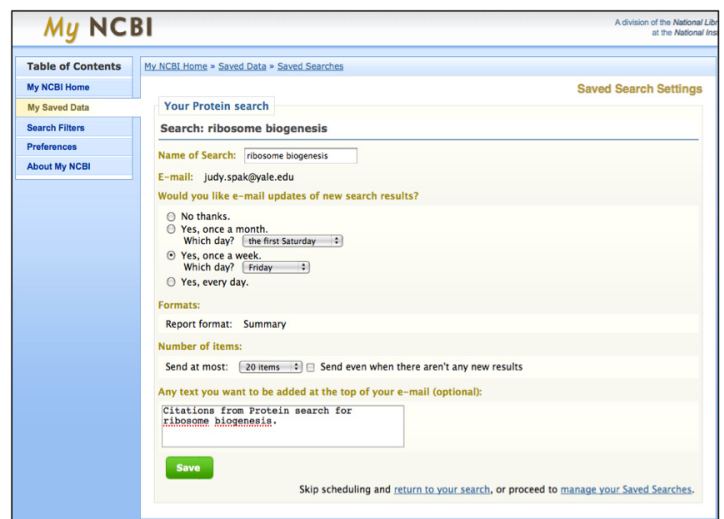 My NCBI
A division of the National
at the National
Table of Contents
My NCBI Home
My Saved Data
Search Filters
Preferences
About My NCBI
My NCBI Home » Saved Data » Saved Searches
Saved Search Settings
Your Protein search
Search: ribosome biogenesis
Name of Search: ribosome biogenesis
E-mail: judy.spak@yale.edu
Would you like e-mail updates of new search results?
No thanks.
Yes, once a month.
Which day? the first Saturday
Yes, once a week.
Which day? Friday
Yes, every day.
Formats:
Report format: Summary
Number of items:
Send at most: 20 items Send even when there aren't any new results
Any text you want to be added at the top of your e-mail (optional):
Citations from Protein search for
ribosome biogenesis.
Save
Skip scheduling and return to your search, or proceed to manage your Saved Searches.